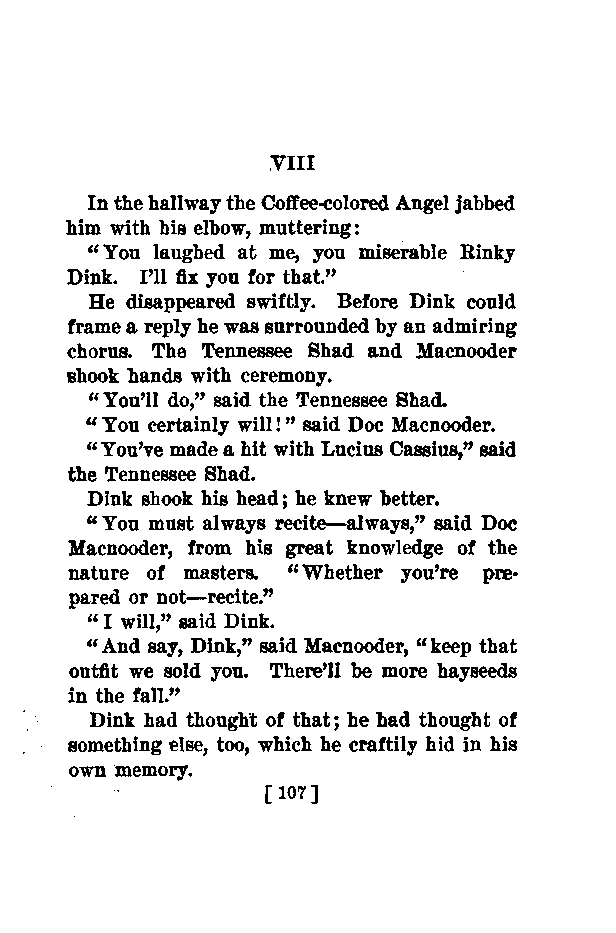 VIII
In the hallway the Coffee-colored Angel jabbed
him with his elbow, muttering:
"You laughed at me, you miserable Rinky
Dink. I'll fix you for that."
He disappeared swiftly. Before Dink could
frame a reply he was surrounded by an admiring
chorus. The Tennessee Shad and Macnooder
shook hands with ceremony.
"You'll do," said the Tennessee Shad.
"You certainly will!" said Doc Macnooder.
"You've made a hit with Lucius Cassius," said
the Tennessee Shad.
Dink shook his head; he knew better.
"You must always recite—always," said Doc
Macnooder, from his great knowledge of the
nature of masters. "Whether you're pre-
pared or not—recite."
"I will," said Dink.
"And say, Dink," said Macnooder, "keep that
outfit we sold you. There'll be more hayseeds
in the fall."
Dink had thought of that; he had thought of
something else, too, which he craftily hid in his
own memory.
[107]